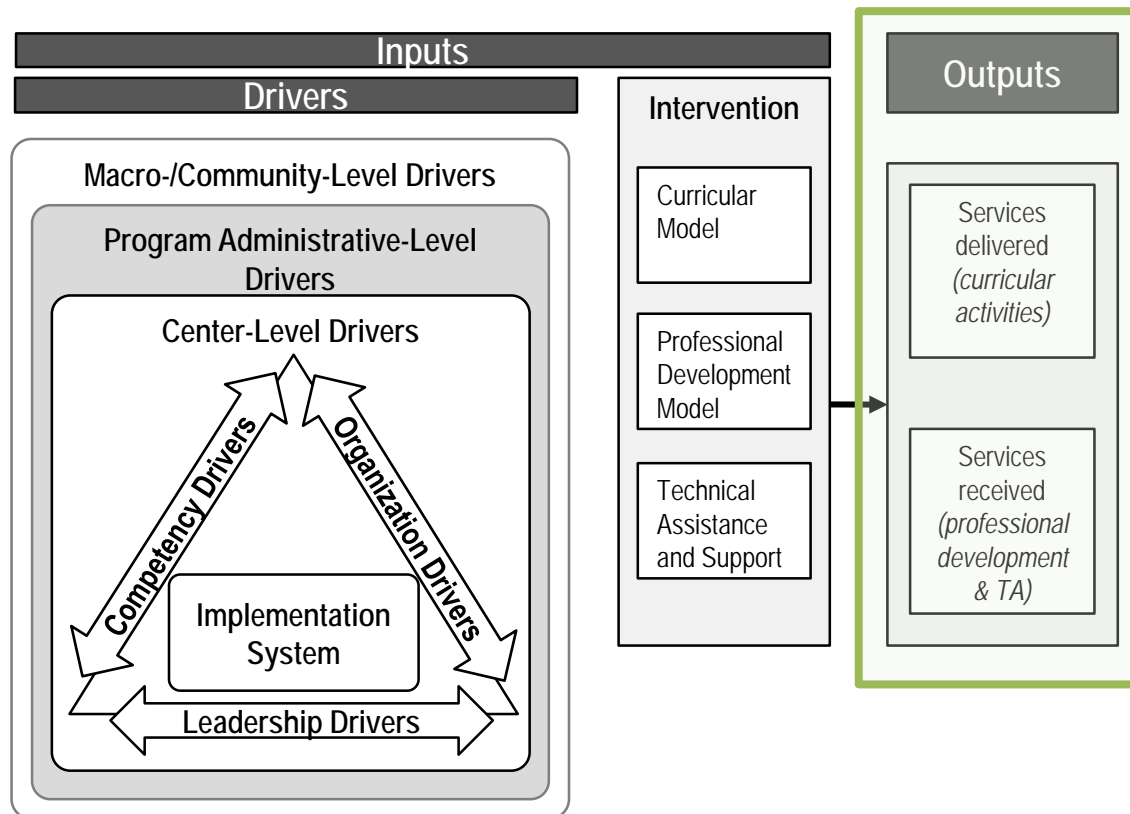 Inputs
Drivers
Macro-/Community-Level Drivers
Program Administrative-Level
Drivers
Center-Level Drivers
Competency Drivers
Organization Drivers
Implementation
System
Leadership Drivers
Intervention
Curricular
Model
Professional
Development
Model
Technical
Assistance
and Support
Outputs
Services
delivered
(curricular
activities)
Services
received
(professional
development
& TA)